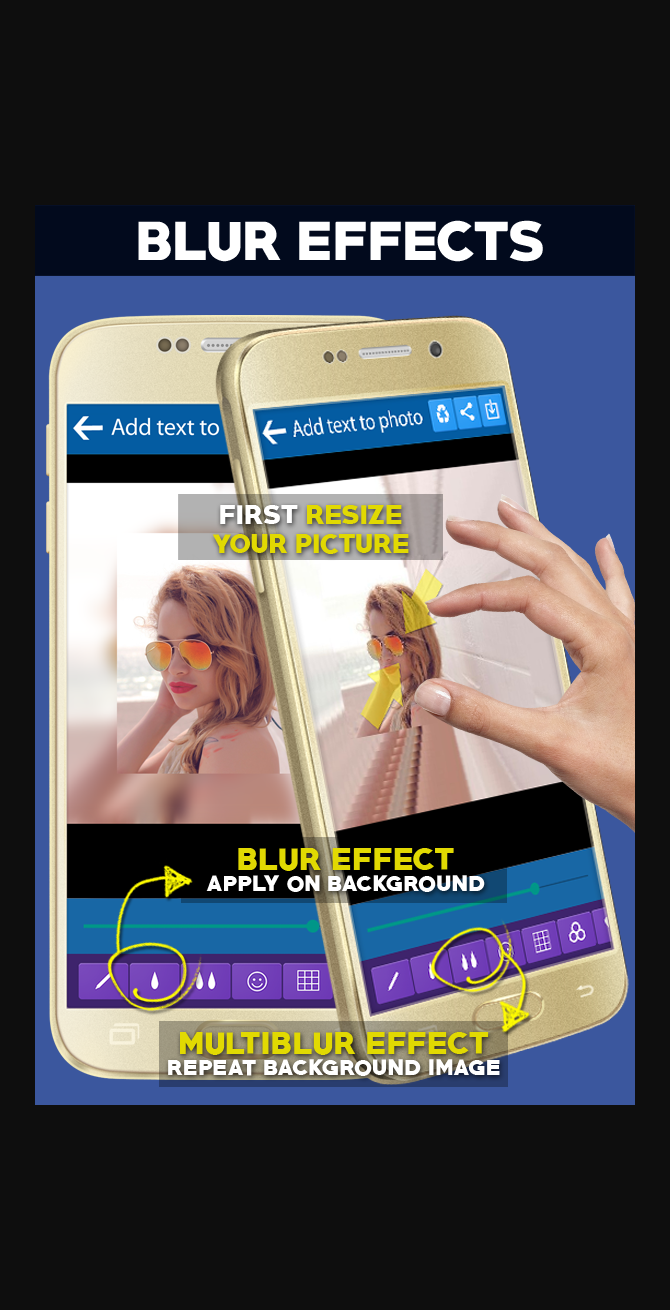 BLUR EFFECTS
Add text to
Add text to photo
FIRST RESIZE
YOUR PICTURE
BLUR EFFECT
APPLY ON BACKGROUND
MULTIBLUR EFFECT
REPEAT BACKGROUND IMAGE